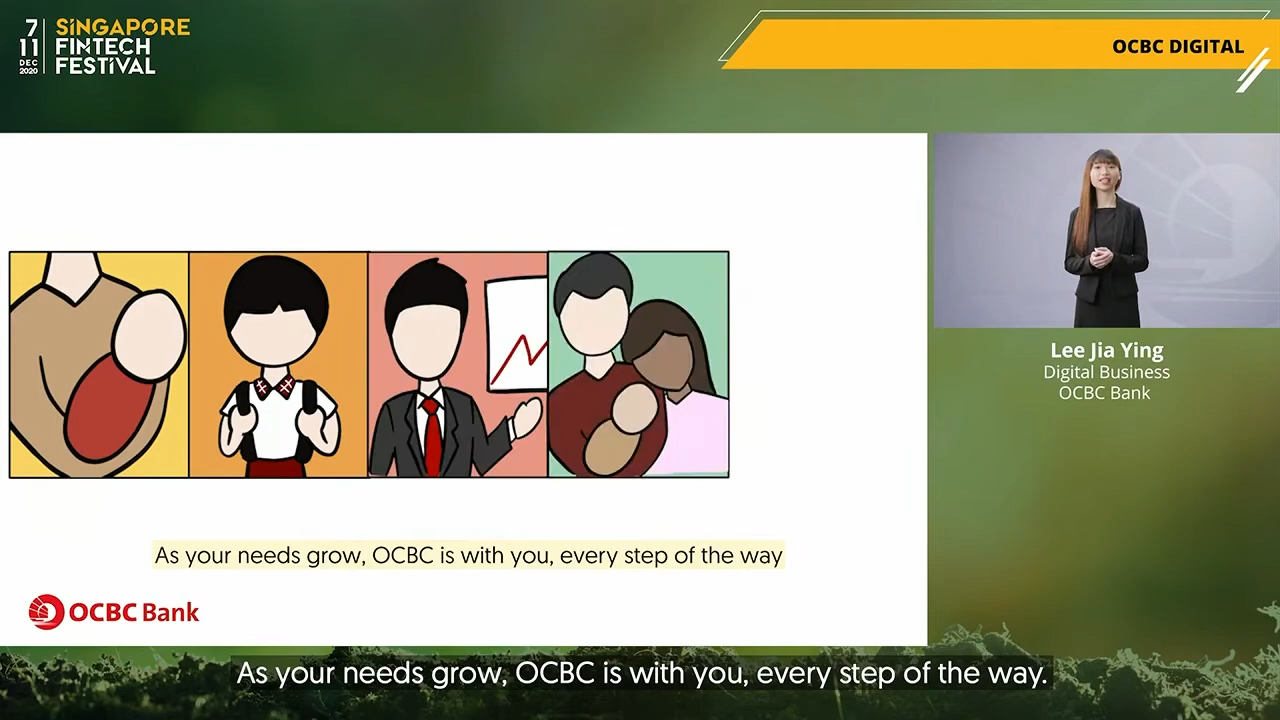 7
11
DEC
2020
SiNGAPORE
FiNTECH
FESTiVAL
OCBC DIGITAL
Lee Jia Ying
Digital Business
OCBC Bank
As your needs grow, OCBC is with you, every step of the way
OCBC Bank
As your needs grow, OCBC is with you, every step of the way.